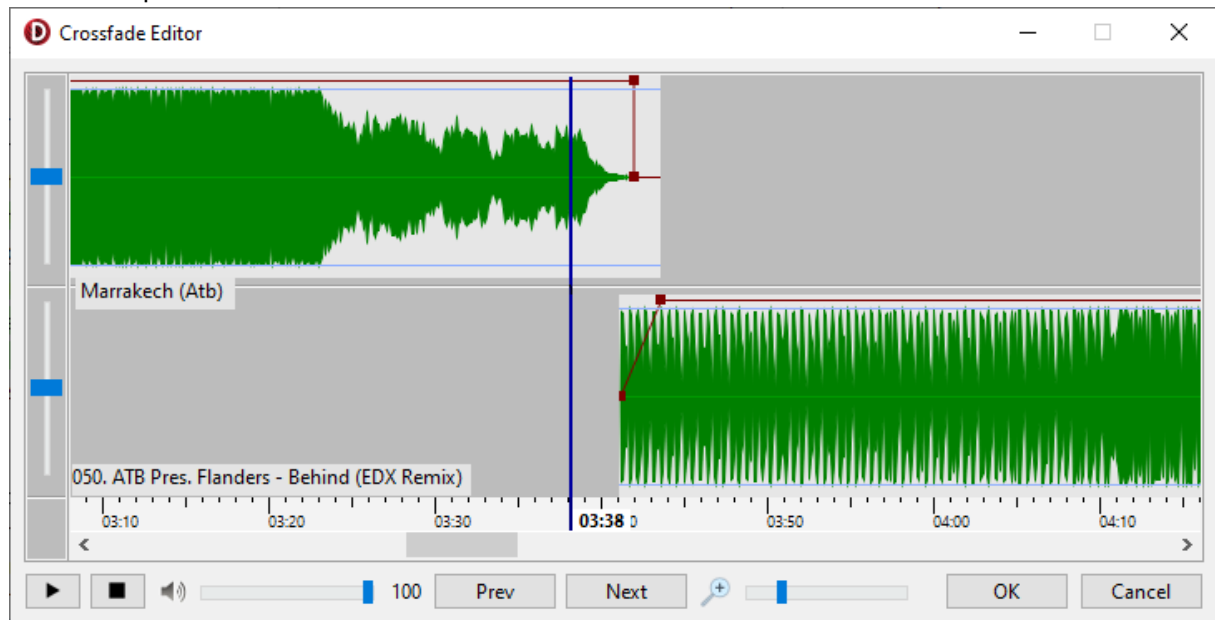 Crossfade Editor
Marrakech (Atb)
050. ATB Pres. Flanders - Behind (EDX Remix)
03:10 03:20 03:30 03:38 03:50 04:00 04:10
100 Prev Next OK Cancel